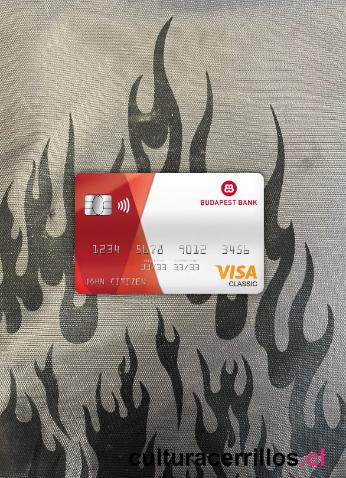 BUDAPEST BANK
1234 5678 9012 3456
33/33 33/33
VISA
CLASSIC
JOHN CITIZEN
culturacerrillos.cl